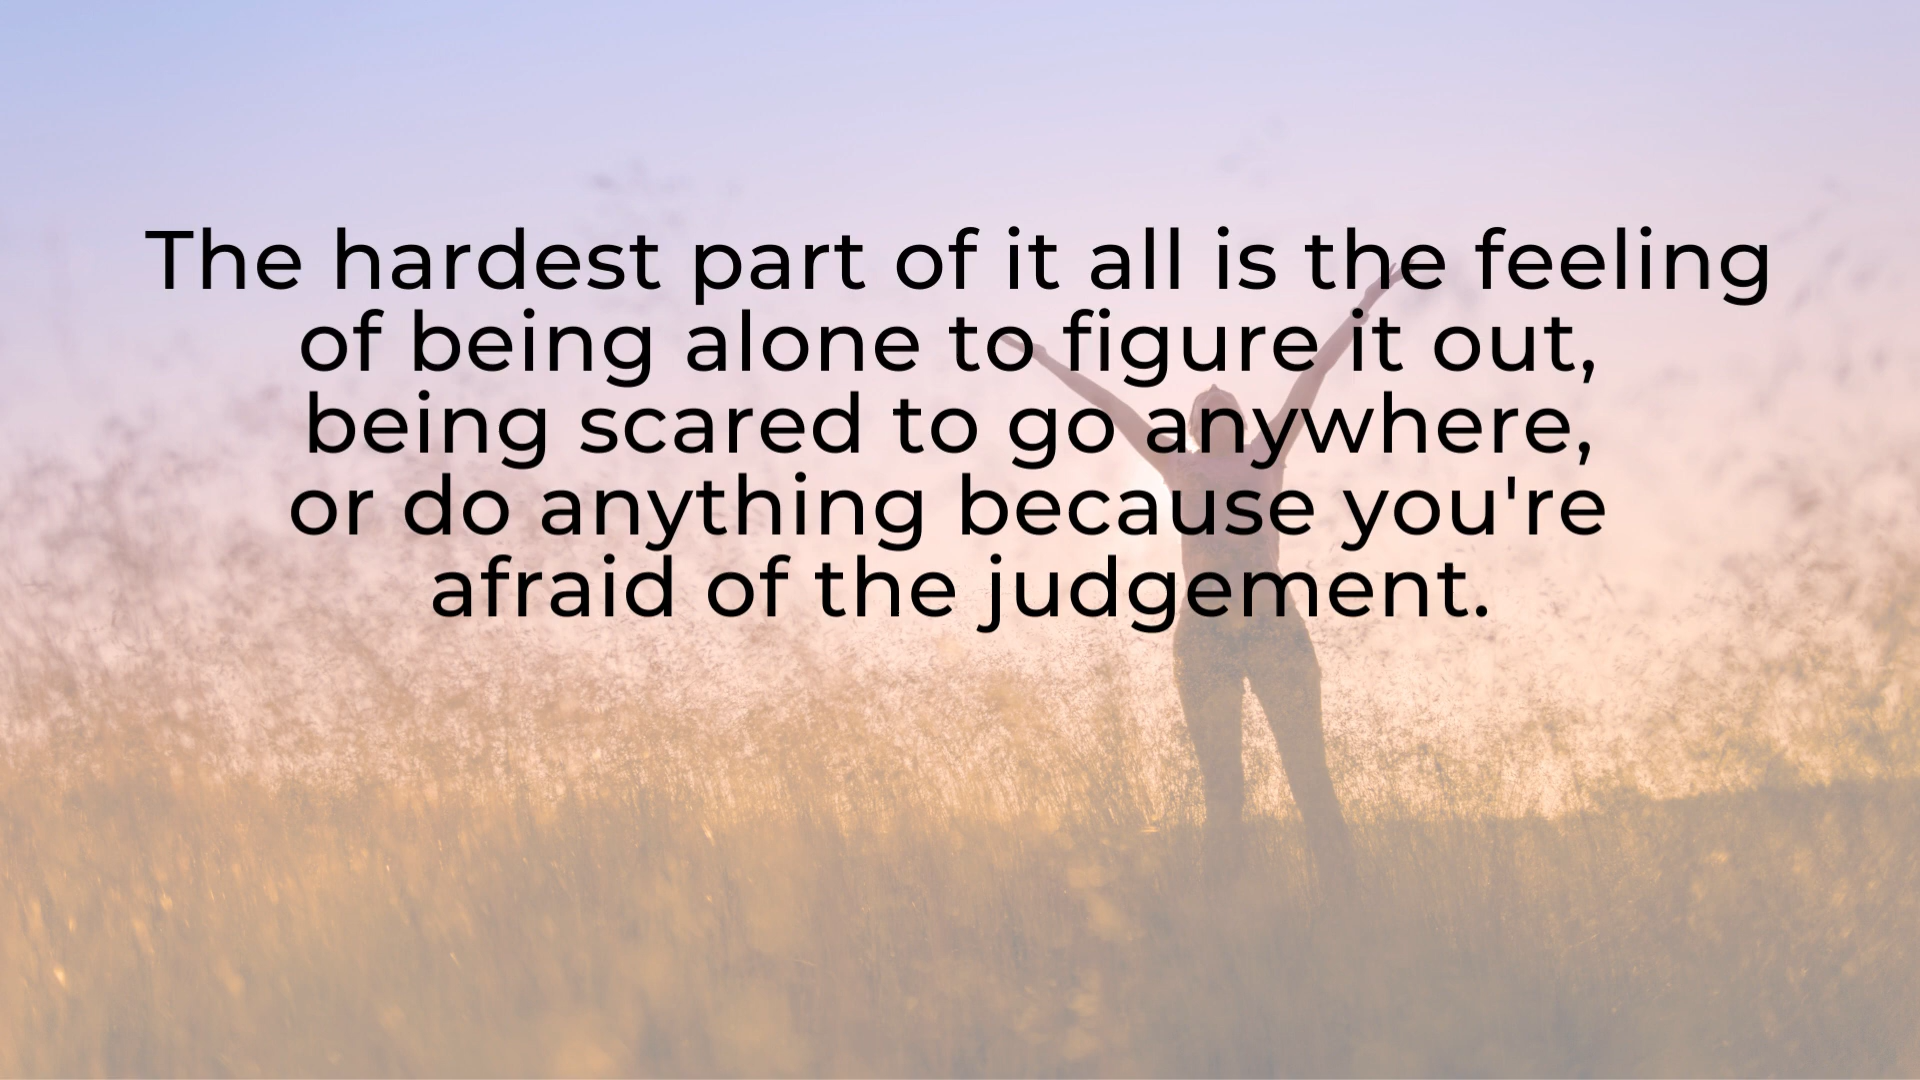 The hardest part of it all is the feeling
of being alone to figure it out,
being scared to go anywhere,
or do anything because you're
afraid of the judgement.